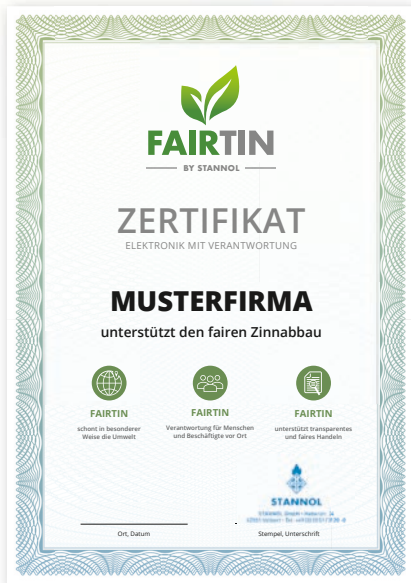 FAIRTIN
BY STANNOL
ZERTIFIKAT
ELEKTRONIK MIT VERANTWORTUNG
MUSTERFIRMA
unterstützt den fairen Zinnabbau
FAIRTIN
schont in besonderer
Weise die Umwelt
FAIRTIN
Verantwortung für Menschen
und Beschäftigte vor Ort
FAIRTIN
unterstützt transparentes
und faires Handeln
STANNOL
STANNOL GmbH
Ort, Datum
Stempel, Unterschrift